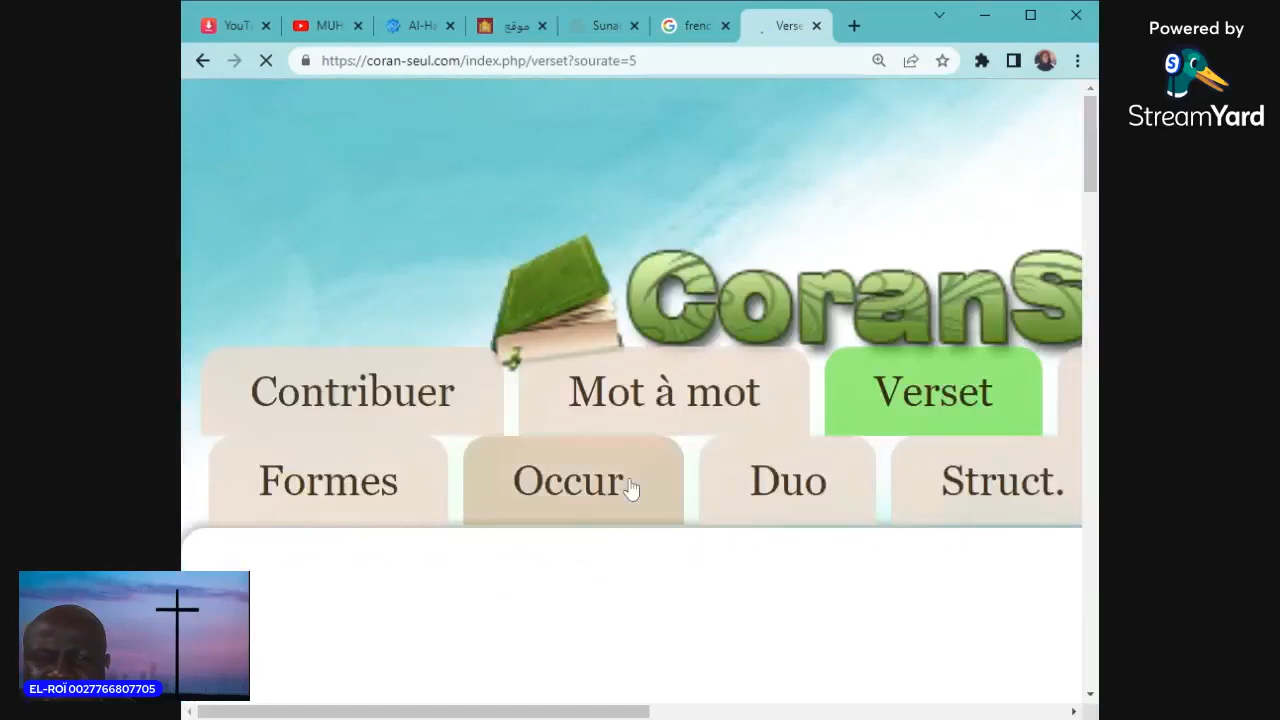 YouT
MUH
Al-Ha
موقع
Suna
frenc
Verse
https://coran-seul.com/index.php/verset?sourate=5
Powered by
S
StreamYard
CoranS
Contribuer
Mot à mot
Verset
Formes
Occur.
Duo
Struct.
EL-ROÏ 0027766807705